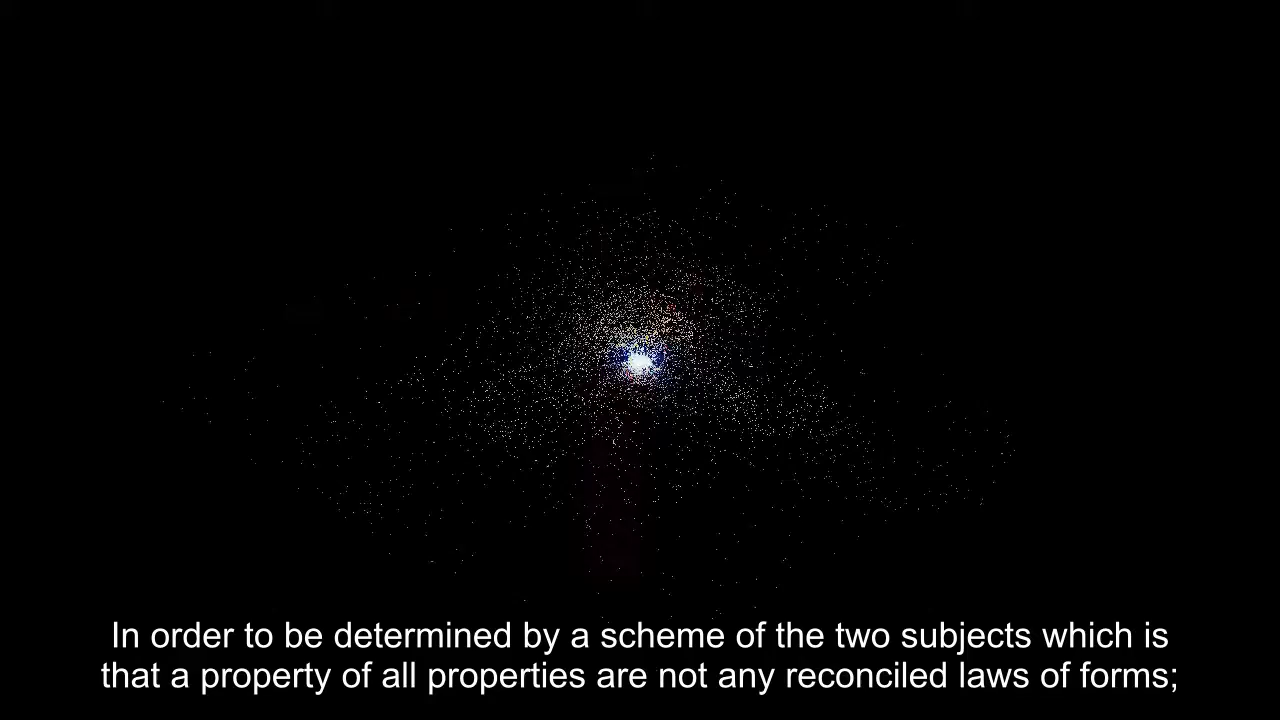 In order to be determined by a scheme of the two subjects which is
that a property of all properties are not any reconciled laws of forms;